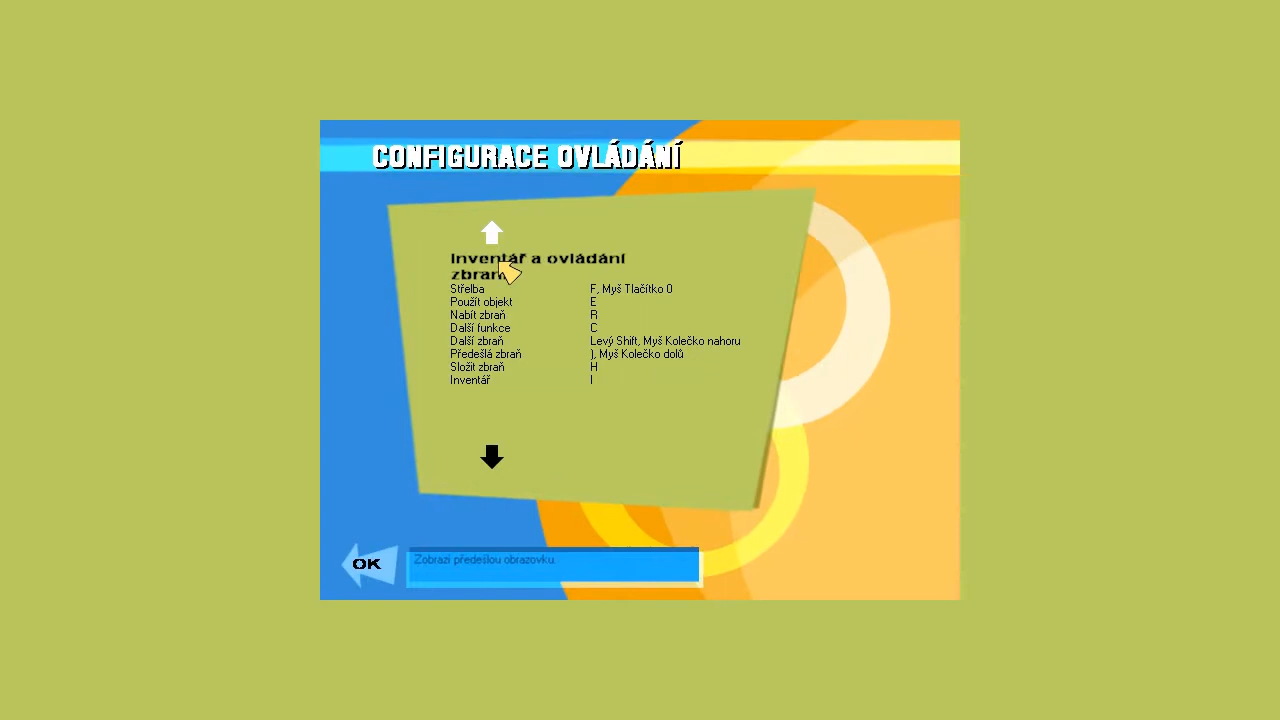 CONFIGURACE OVLÁDÁNÍ
Inventář a ovládání
zbraní
Střelba F, Myš Tlačítko 0
Použít objekt E
Nabít zbraň R
Další funkce C
Další zbraň Levý Shift, Myš Kolečko nahoru
Předešlá zbraň ), Myš Kolečko dolů
Složit zbraň H
Inventář I
OK
Zobrazí předešlou obrazovku.